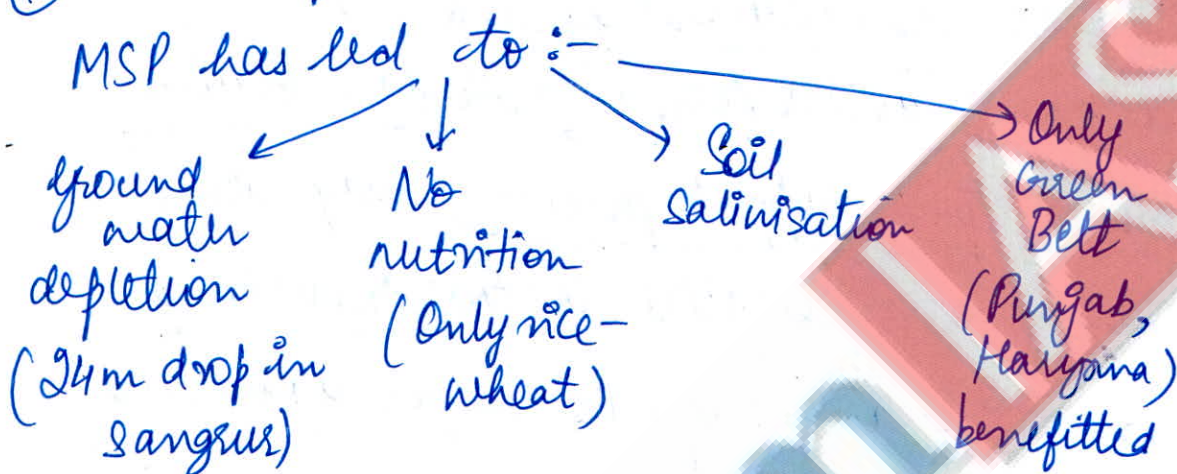 MSP has led to :-
Ground
water
depletion
(24m drop in
Sangrur)
No
nutrition
(Only rice-
wheat)
Soil
salinisation
Only
Green
Belt
(Punjab,
Haryana)
benefitted